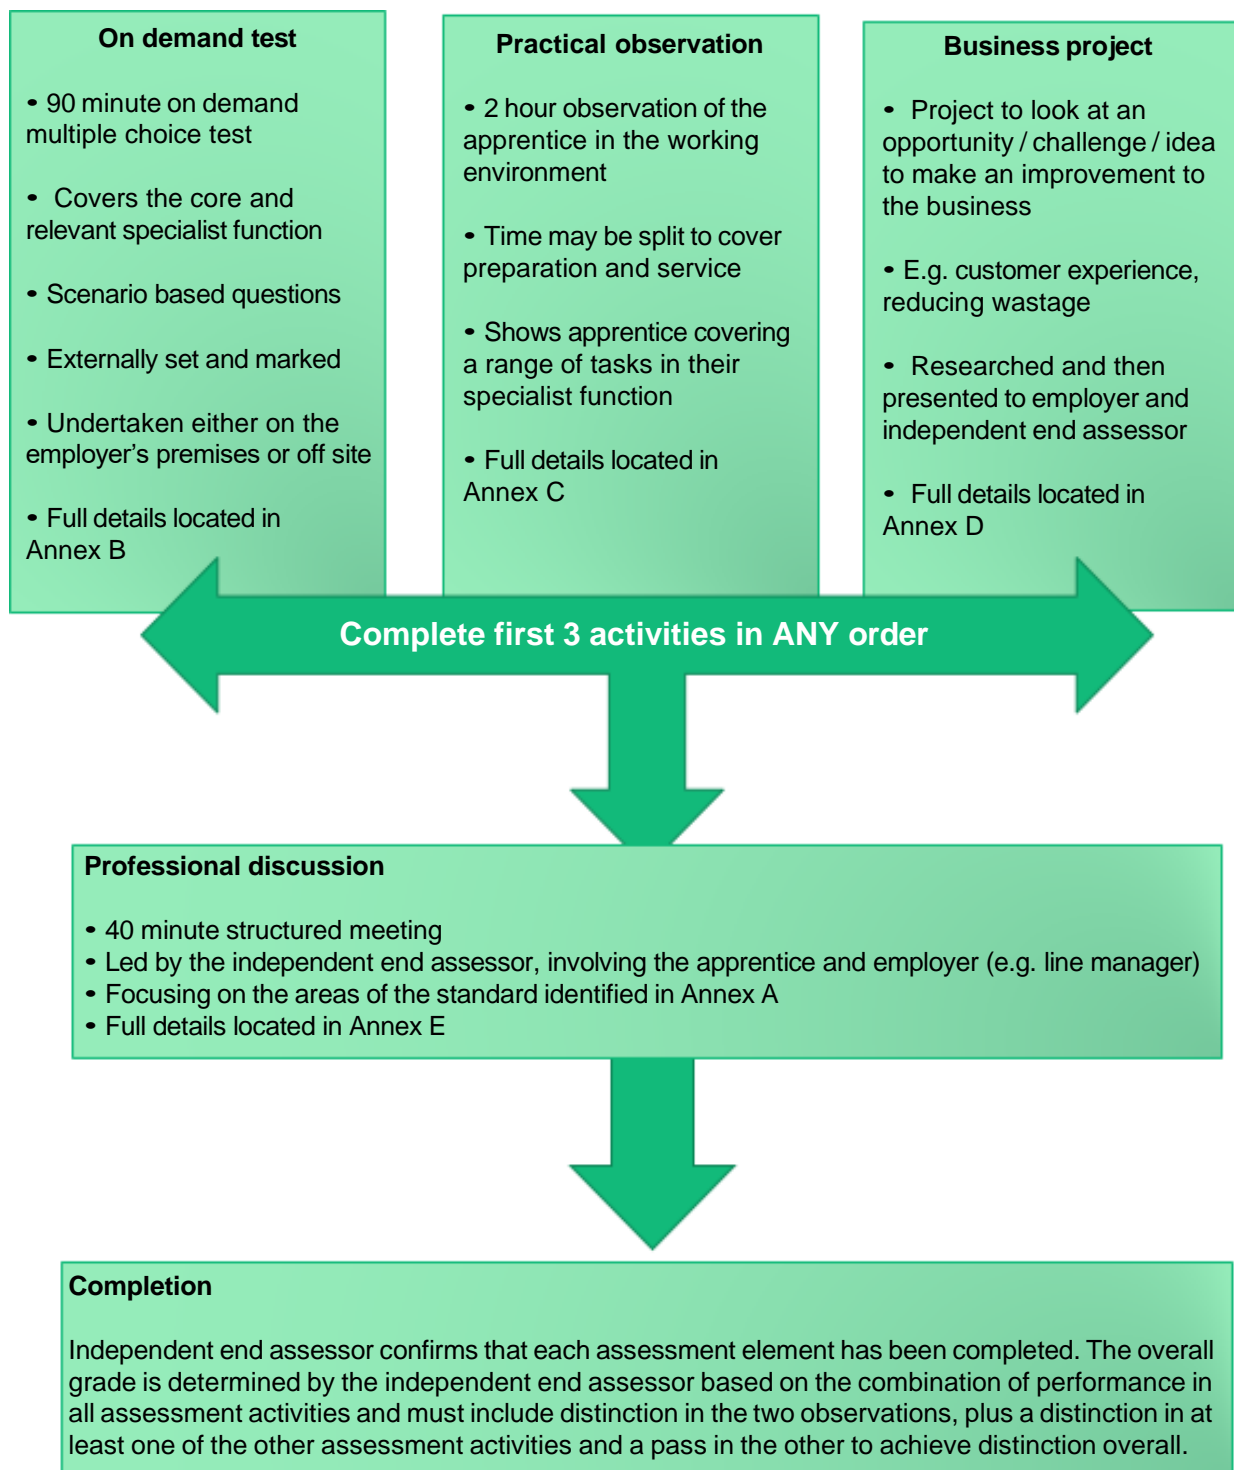 On demand test
• 90 minute on demand
multiple choice test
• Covers the core and
relevant specialist function
• Scenario based questions
• Externally set and marked
• Undertaken either on the
employer's premises or off site
• Full details located in
Annex B
Practical observation
• 2 hour observation of the
apprentice in the working
environment
• Time may be split to cover
preparation and service
• Shows apprentice covering
a range of tasks in their
specialist function
• Full details located in
Annex C
Business project
• Project to look at an
opportunity / challenge / idea
to make an improvement to
the business
• E.g. customer experience,
reducing wastage
• Researched and then
presented to employer and
independent end assessor
• Full details located in
Annex D
Complete first 3 activities in ANY order
Professional discussion
• 40 minute structured meeting
• Led by the independent end assessor, involving the apprentice and employer (e.g. line manager)
• Focusing on the areas of the standard identified in Annex A
• Full details located in Annex E
Completion
Independent end assessor confirms that each assessment element has been completed. The overall
grade is determined by the independent end assessor based on the combination of performance in
all assessment activities and must include distinction in the two observations, plus a distinction in at
least one of the other assessment activities and a pass in the other to achieve distinction overall.